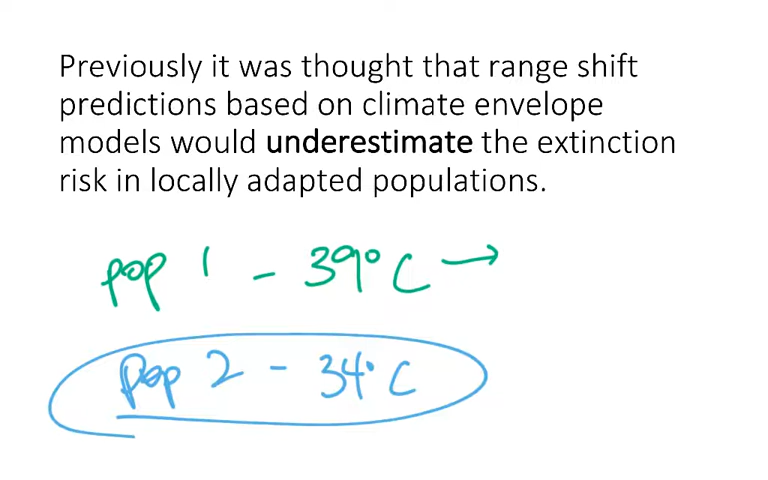 Previously it was thought that range shift
predictions based on climate envelope
models would underestimate the extinction
risk in locally adapted populations.
pop 1 - 39°C →
pop 2 - 34°C